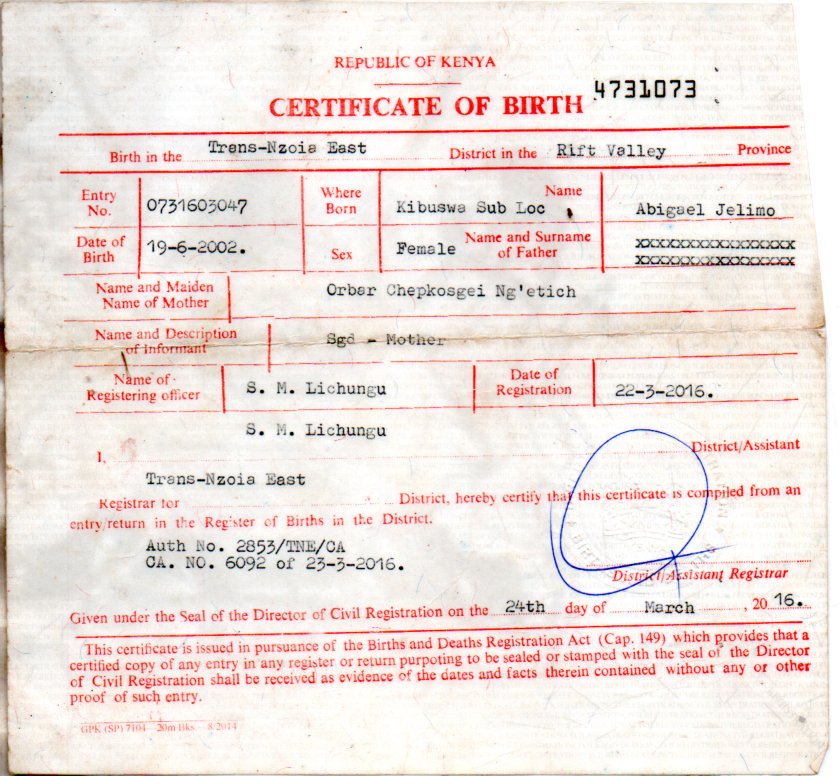 REPUBLIC OF KENYA
4731073
CERTIFICATE OF BIRTH
Birth in the Trans-Nzoia East District in the Rift Valley Province
Entry No. 0731603047 Where Born Kibuswa Sub Loc Name Abigael Jelimo
Date of Birth 19-6-2002. Sex Female Name and Surname of Father xxxxxxxxxxxxxxxxx
xxxxxxxxxxxxxxxxx
Name and Maiden Name of Mother Orbar Chepkosgei Ng'etich
Name and Description of Informant Sgd - Mother
Name of Registering officer S. M. Lichungu Date of Registration 22-3-2016.
S. M. Lichungu
I, District/Assistant
Trans-Nzoia East
Registrar for District, hereby certify that this certificate is compiled from an
entry/return in the Register of Births in the District.
Auth No. 2853/TNE/CA
CA. NO. 6092 of 23-3-2016.
District/Assistant Registrar
Given under the Seal of the Director of Civil Registration on the 24th day of March, 2016.
This certificate is issued in pursuance of the Births and Deaths Registration Act (Cap. 149) which provides that a
certified copy of any entry in any register or return purpoting to be sealed or stamped with the seal of the Director
of Civil Registration shall be received as evidence of the dates and facts therein contained without any or other
proof of such entry.
GPK (SP) 7104 20m Bks 8/2014